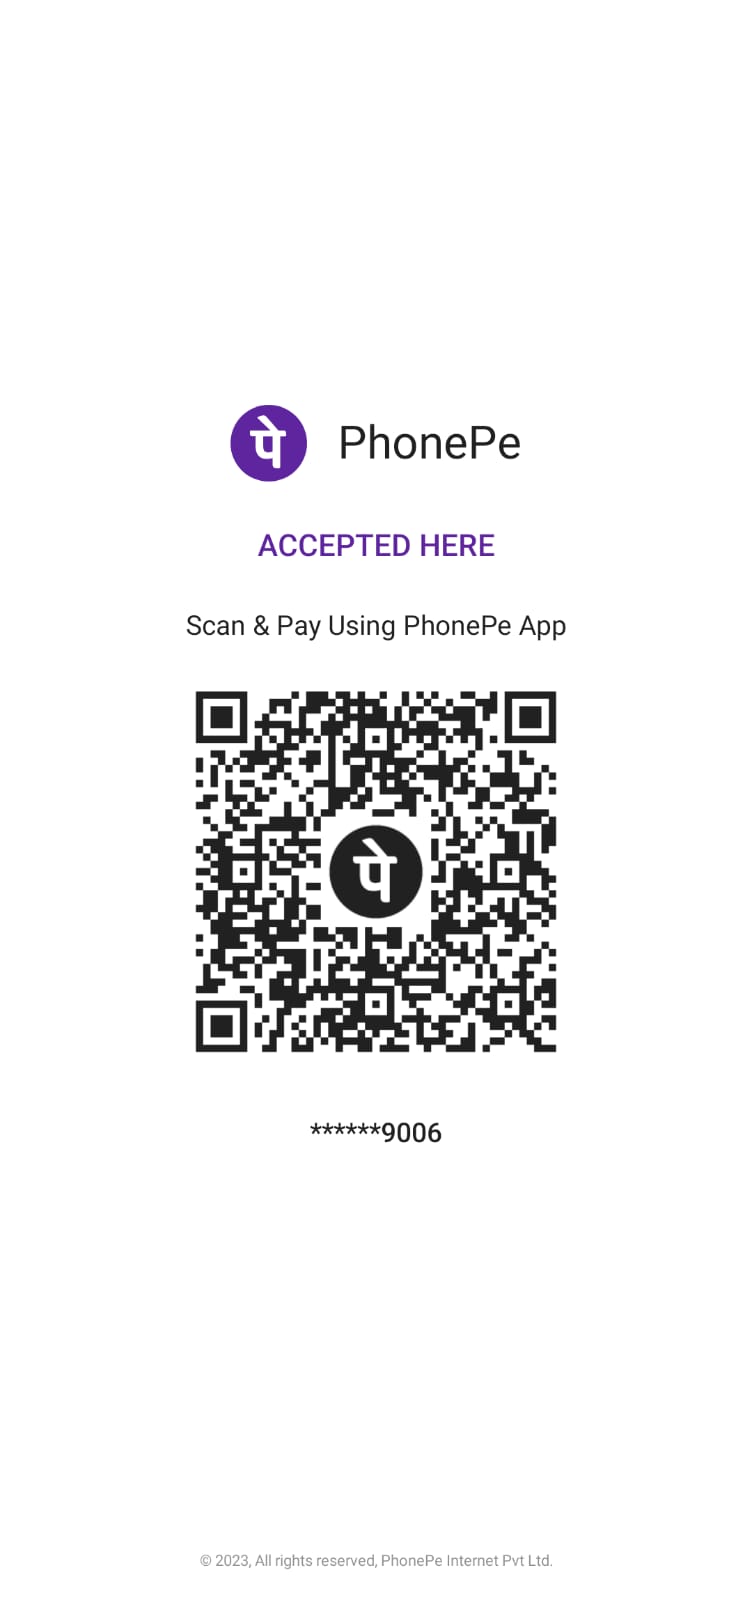 पे PhonePe
ACCEPTED HERE
Scan & Pay Using PhonePe App
पे
******9006
© 2023, All rights reserved, PhonePe Internet Pvt Ltd.